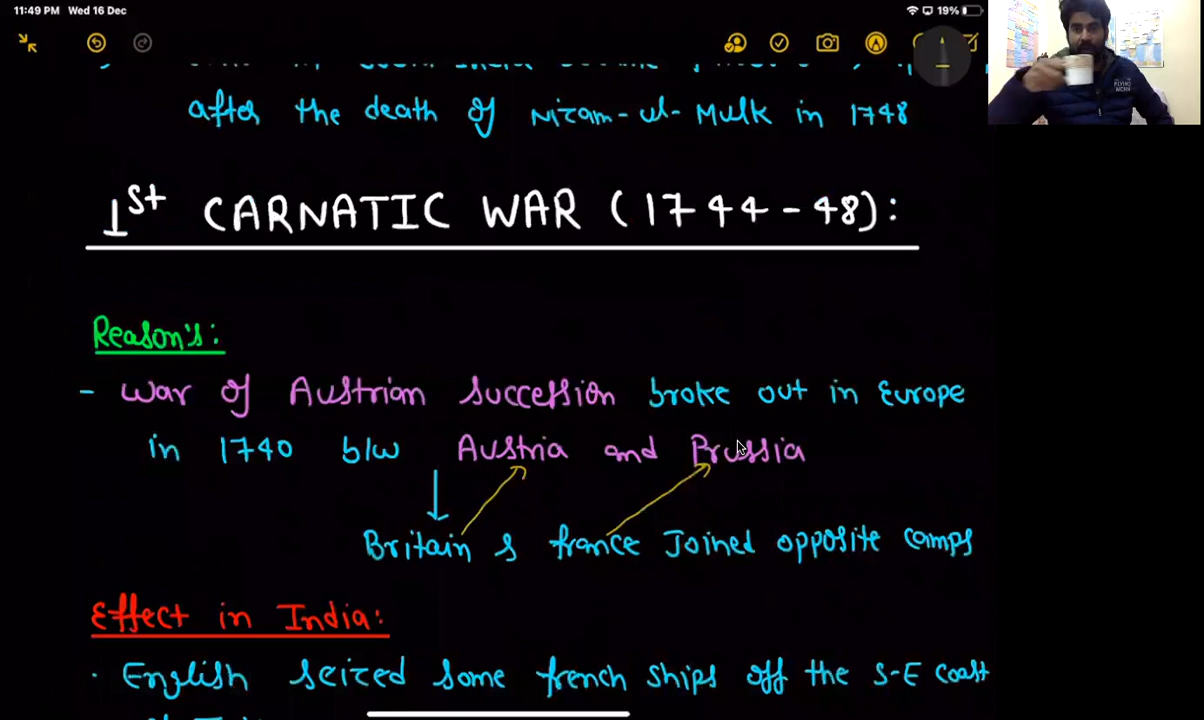 11:49 PM Wed 16 Dec 19%
after the death of Nizam-ul-Mulk in 1748
1st CARNATIC WAR (1744-48):
Reason's:
- War of Austrian succession broke out in Europe
in 1740 b/w Austria and Prussia
Britain & france Joined opposite camps
Effect in India:
· English seized some french ships off the S-E coast